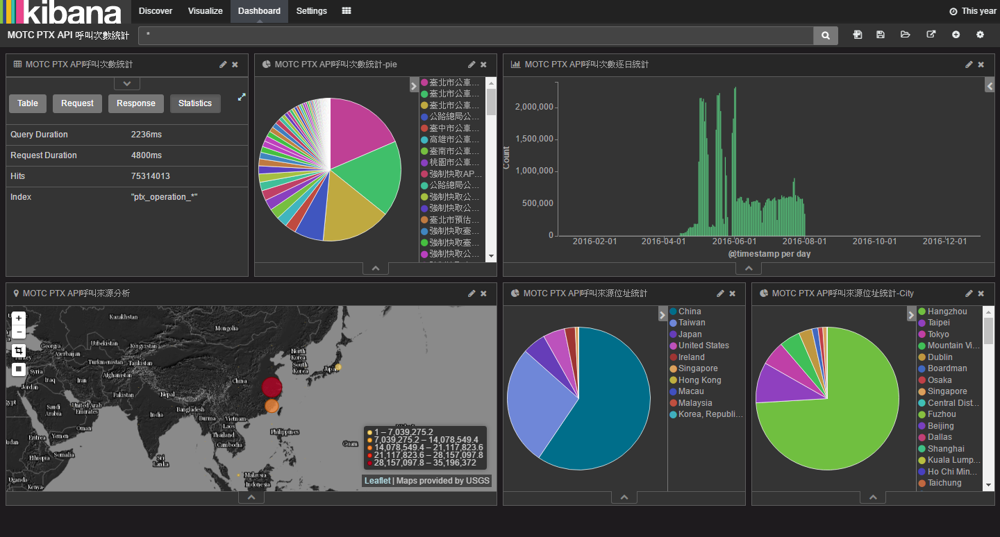 kibana
Discover
Visualize
Dashboard
Settings
This year
MOTC PTX API 呼叫次數統計
*
MOTC PTX API呼叫次數統計
Table
Request
Response
Statistics
Query Duration 2236ms
Request Duration 4800ms
Hits 75314013
Index "ptx_operation_*"
MOTC PTX API呼叫次數統計-pie
臺北市公車...
臺北市公車...
臺北市公車...
公路總局公...
臺中市公車...
高雄市公車...
臺南市公車...
桃園市公車...
強制快取AP...
公路總局公...
強制快取公...
強制快取公...
臺北市預估...
強制快取臺...
強制快取臺...
強制快取公...
MOTC PTX API呼叫次數逐日統計
Count
2,000,000
1,500,000
1,000,000
500,000
0
2016-02-01
2016-04-01
2016-06-01
2016-08-01
2016-10-01
2016-12-01
@timestamp per day
MOTC PTX API呼叫來源分析
+
−
Kazakhstan
Mongolia
Georgia
Uzbekistan
Kyrgyzstan
Azerbaijan
Turkmenistan
Tajikistan
North Korea
South Korea
Japan
Syria
Iraq
Iran
Afghanistan
China
Jordan
Pakistan
Nepal
Saudi Arabia
United Arab Emirates
Bangladesh
India
Burma
Vietnam
Laos
Oman
Eritrea
Yemen
Thailand
Philippines
Cambodia
Guam
Ethiopia
Somalia
Sri Lanka
Uganda
Kenya
Malaysia
Indonesia
1 – 7,039,275.2
7,039,275.2 – 14,078,549.4
14,078,549.4 – 21,117,823.6
21,117,823.6 – 28,157,097.8
28,157,097.8 – 35,196,372
Leaflet | Maps provided by USGS
MOTC PTX API呼叫來源位址統計
China
Taiwan
Japan
United States
Ireland
Singapore
Hong Kong
Macau
Malaysia
Korea, Republi...
MOTC PTX API呼叫來源位址統計-City
Hangzhou
Taipei
Tokyo
Mountain Vi...
Dublin
Boardman
Osaka
Singapore
Central Dist...
Fuzhou
Beijing
Dallas
Shanghai
Kuala Lump...
Ho Chi Min...
Taichung